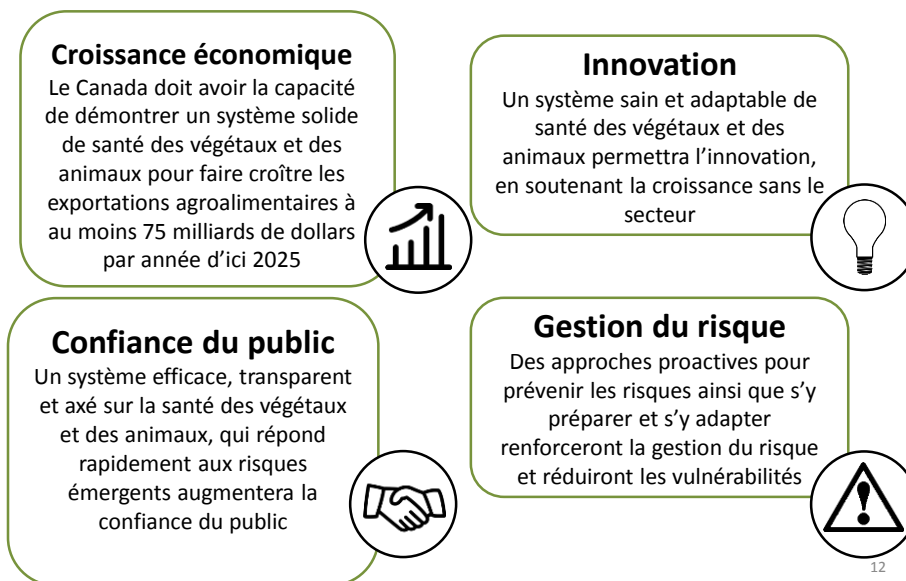 Croissance économique
Le Canada doit avoir la capacité
de démontrer un système solide
de santé des végétaux et des
animaux pour faire croître les
exportations agroalimentaires à
au moins 75 milliards de dollars
par année d’ici 2025
Innovation
Un système sain et adaptable de
santé des végétaux et des
animaux permettra l’innovation,
en soutenant la croissance sans le
secteur
Confiance du public
Un système efficace, transparent
et axé sur la santé des végétaux
et des animaux, qui répond
rapidement aux risques
émergents augmentera la
confiance du public
Gestion du risque
Des approches proactives pour
prévenir les risques ainsi que s’y
préparer et s’y adapter
renforceront la gestion du risque
et réduiront les vulnérabilités
12